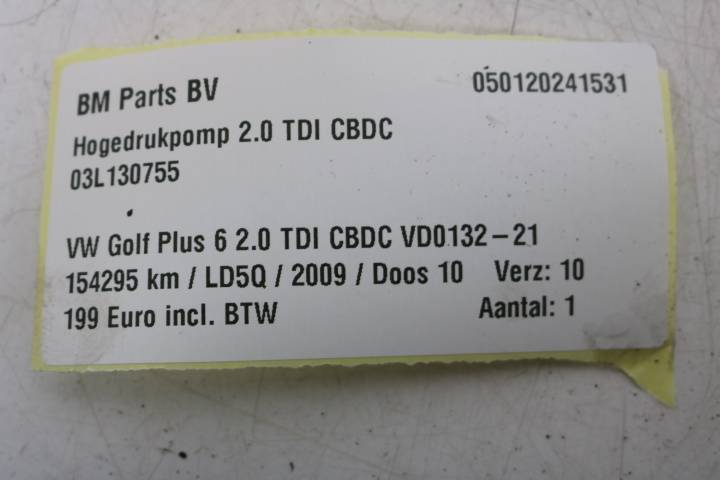 BM Parts BV 050120241531
Hogedrukpomp 2.0 TDI CBDC
03L130755
VW Golf Plus 6 2.0 TDI CBDC VD0132-21
154295 km / LD5Q / 2009 / Doos 10 Verz: 10
199 Euro incl. BTW Aantal: 1